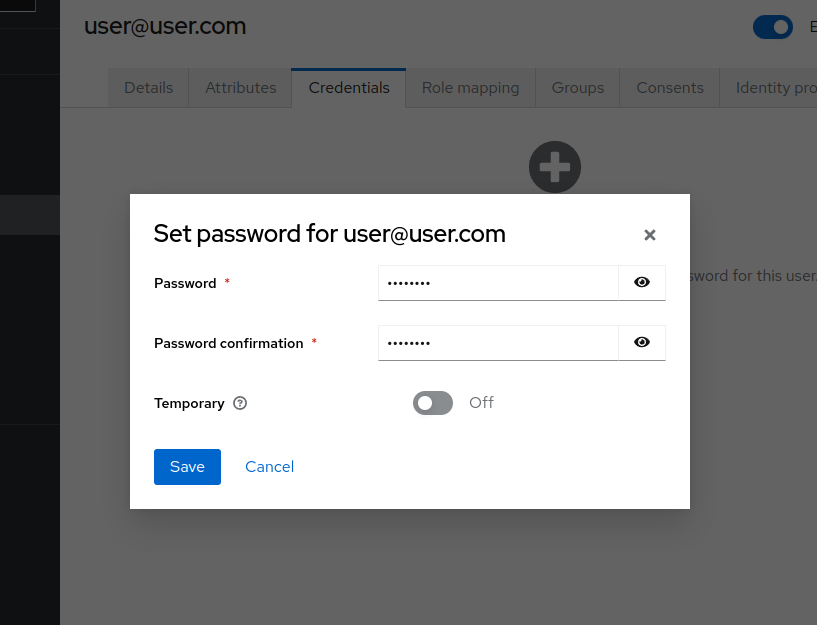 user@user.com
E
Details
Attributes
Credentials
Role mapping
Groups
Consents
Identity pro
Set password for user@user.com
Password *
sword for this user.
Password confirmation *
Temporary
Off
Save
Cancel